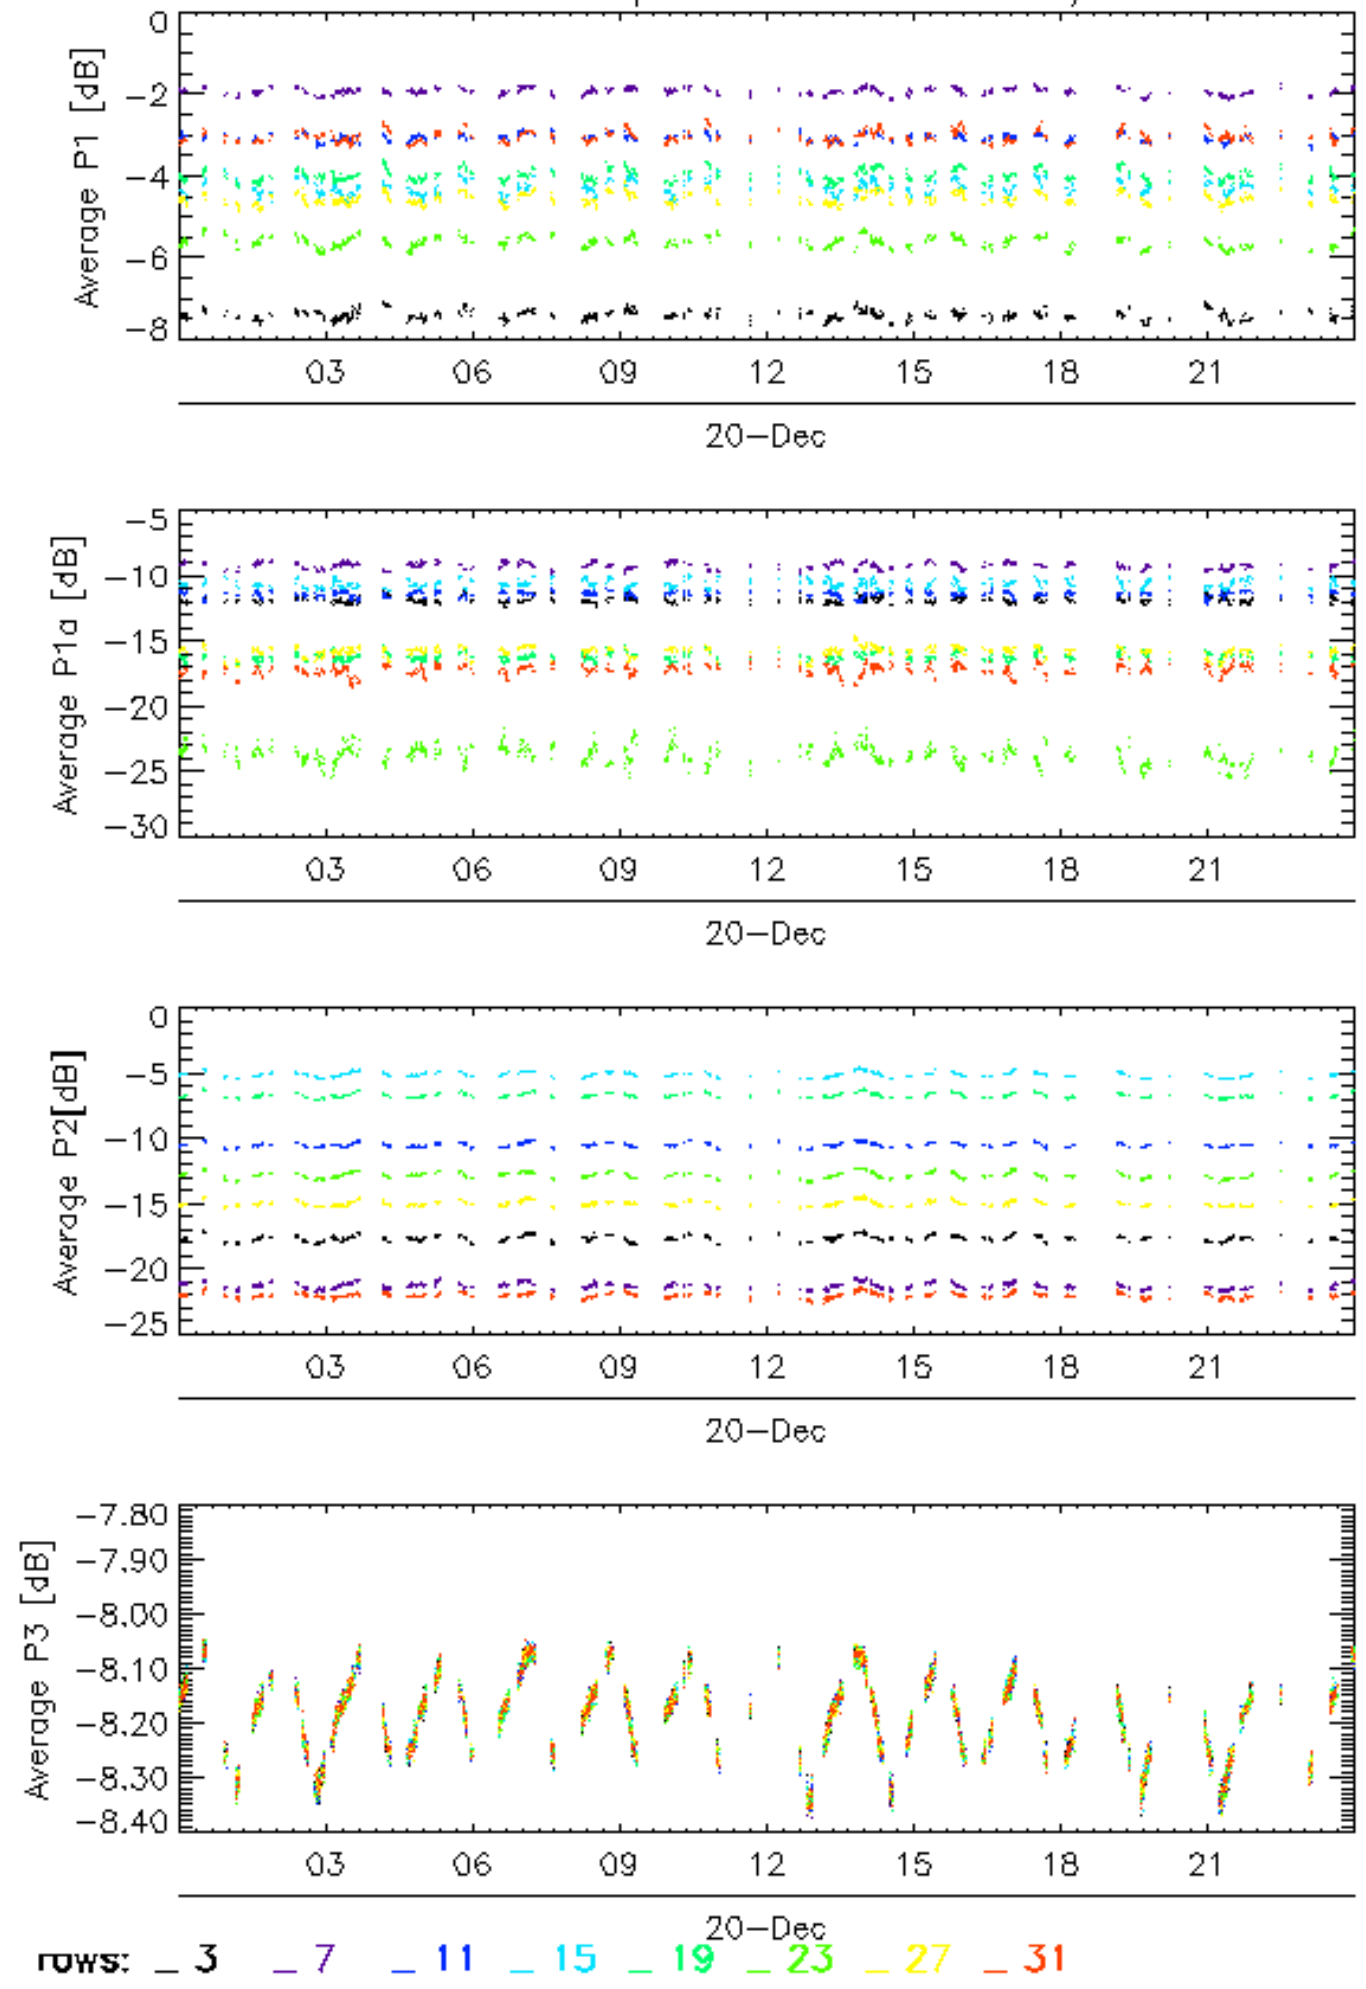 0
−2
−4
−6
−8
Average P1 [dB]
03 06 09 12 15 18 21
20−Dec
−5
−10
−15
−20
−25
−30
Average P1a [dB]
03 06 09 12 15 18 21
20−Dec
0
−5
−10
−15
−20
−25
Average P2[dB]
03 06 09 12 15 18 21
20−Dec
−7.80
−7.90
−8.00
−8.10
−8.20
−8.30
−8.40
Average P3 [dB]
03 06 09 12 15 18 21
20−Dec
rows: _ 3 _ 7 _ 11 _ 15 _ 19 _ 23 _ 27 _ 31